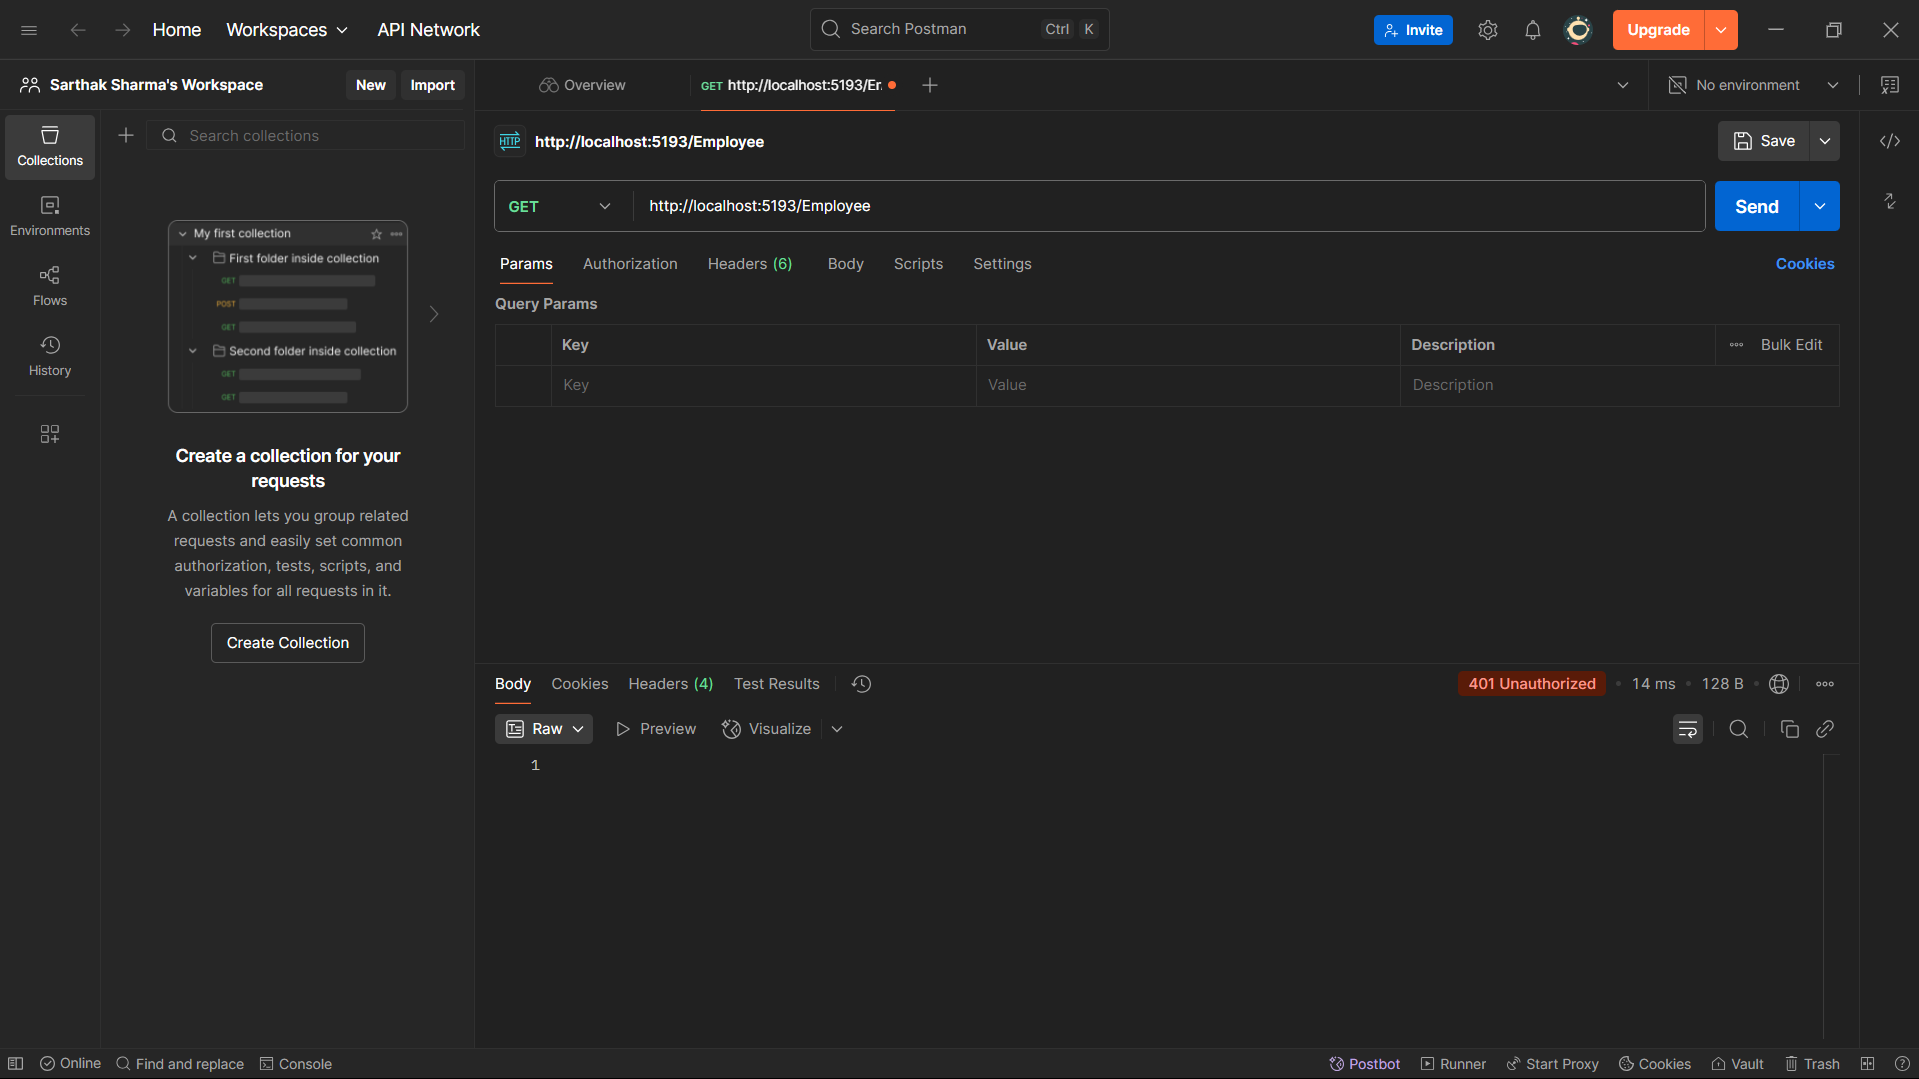 Home Workspaces API Network Search Postman Ctrl K Invite Upgrade
Sarthak Sharma's Workspace New Import Overview GET http://localhost:5193/Er. No environment
Search collections
Collections
Environments
Flows
History
My first collection
First folder inside collection
GET
POST
GET
Second folder inside collection
GET
GET
Create a collection for your
requests
A collection lets you group related
requests and easily set common
authorization, tests, scripts, and
variables for all requests in it.
Create Collection
HTTP http://localhost:5193/Employee Save
GET http://localhost:5193/Employee Send
Params Authorization Headers (6) Body Scripts Settings Cookies
Query Params
Key Value Description Bulk Edit
Key Value Description
Body Cookies Headers (4) Test Results 401 Unauthorized • 14 ms • 128 B
Raw Preview Visualize
1
Online Find and replace Console Postbot Runner Start Proxy Cookies Vault Trash